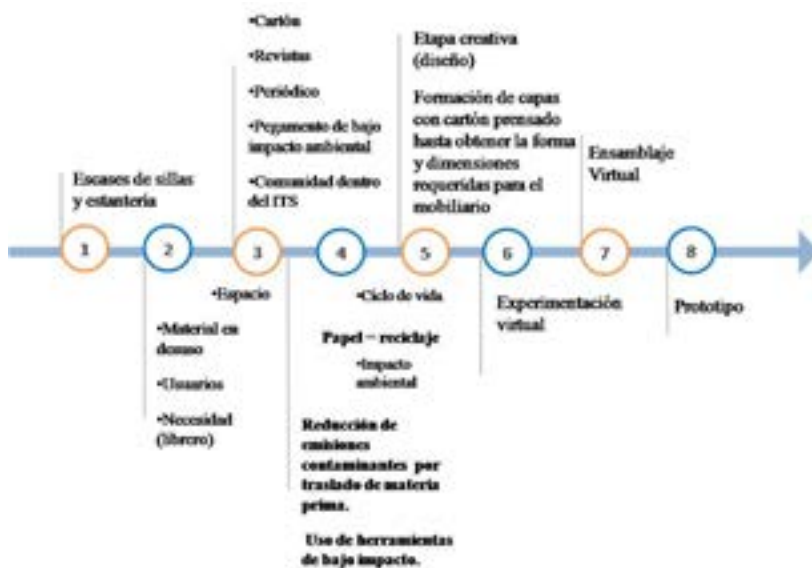 Escases de sillas
y estantería
•Cartón
•Revistas
•Periódico
•Pegamento de bajo
impacto ambiental
•Comunidad dentro
del ITS
Etapa creativa
(diseño)
Formación de capas
con cartón prensado
hasta obtener la forma
y dimensiones
requeridas para el
mobiliario
Ensamblaje
Virtual
1
2
3
4
5
6
7
8
•Espacio
•Material en
desuso
•Usuarios
•Necesidad
(librero)
•Ciclo de vida
Papel – reciclaje
•Impacto
ambiental
Reducción de
emisiones
contaminantes por
traslado de materia
prima.
Uso de herramientas
de bajo impacto.
Experimentación
virtual
Prototipo